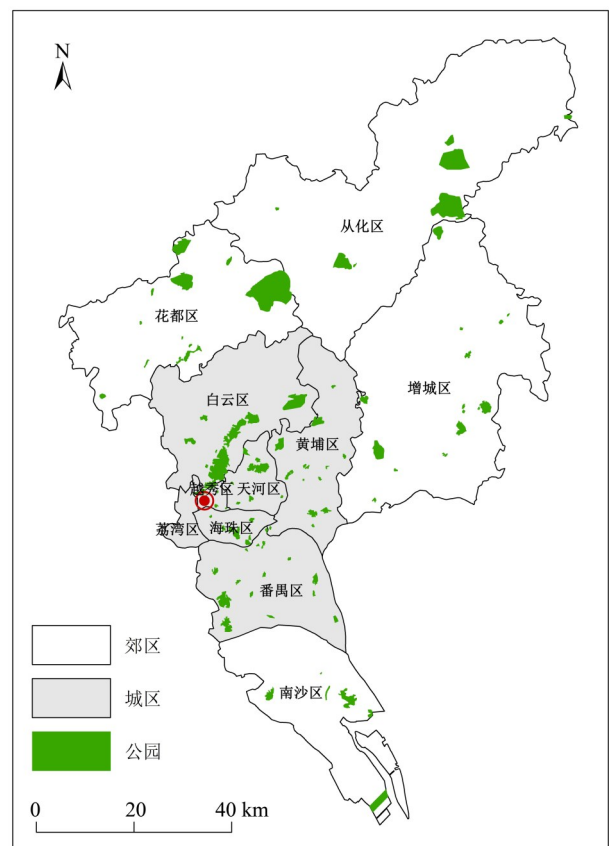 N
从化区
花都区
增城区
白云区
黄埔区
越秀区
天河区
荔湾区
海珠区
番禺区
南沙区
郊区
城区
公园
0 20 40 km